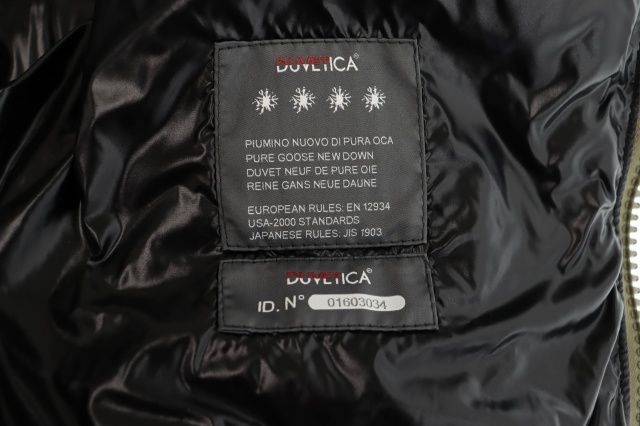 DUVETICA®
PIUMINO NUOVO DI PURA OCA
PURE GOOSE NEW DOWN
DUVET NEUF DE PURE OIE
REINE GANS NEUE DAUNE
EUROPEAN RULES: EN 12934
USA-2000 STANDARDS
JAPANESE RULES: JIS 1903
DUVETICA®
ID. N° 01603034